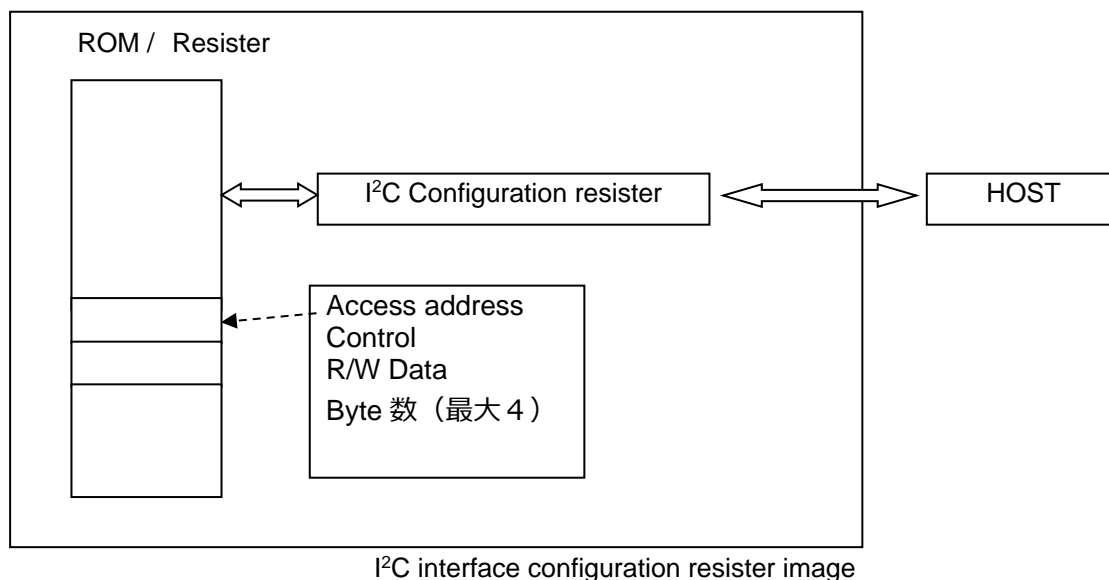 ROM / Resister
I²C Configuration resister
HOST
Access address
Control
R/W Data
Byte 数（最大４）
I²C interface configuration resister image